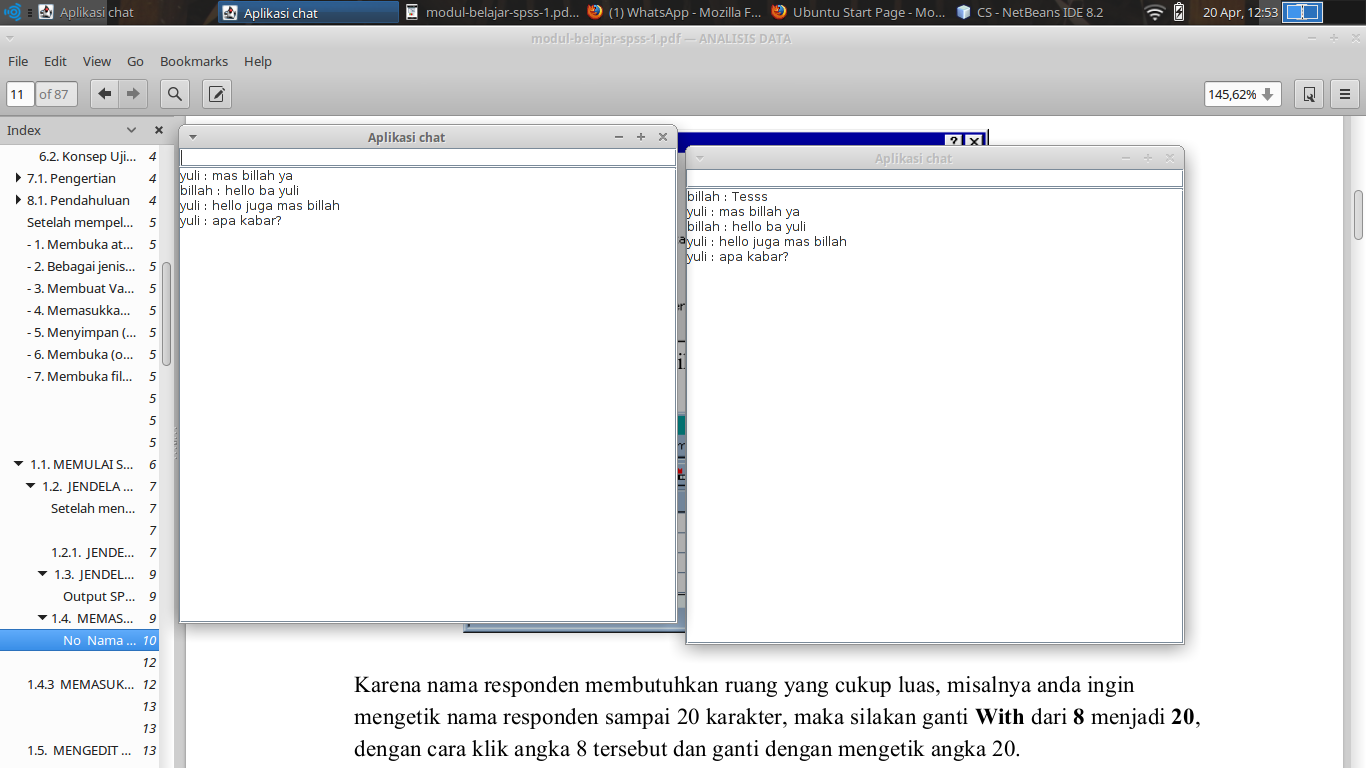 Aplikasi chat
Aplikasi chat
modul-belajar-spss-1.pd...
(1) WhatsApp - Mozilla F...
Ubuntu Start Page - Mo...
CS - NetBeans IDE 8.2
20 Apr, 12:53
modul-belajar-spss-1.pdf — ANALISIS DATA
File Edit View Go Bookmarks Help
11 of 87
145,62%
Index
6.2. Konsep Uji... 4
7.1. Pengertian 4
8.1. Pendahuluan 4
Setelah mempel... 5
- 1. Membuka at... 5
- 2. Bebagai jenis... 5
- 3. Membuat Va... 5
- 4. Memasukka... 5
- 5. Menyimpan (... 5
- 6. Membuka (o... 5
- 7. Membuka fil... 5
5
5
5
1.1. MEMULAI S... 6
1.2. JENDELA ... 7
Setelah men... 7
7
1.2.1. JENDE... 7
1.3. JENDEL... 9
Output SP... 9
1.4. MEMAS... 9
No Nama ... 10
12
1.4.3 MEMASUK... 12
13
13
1.5. MENGEDIT ... 13
Aplikasi chat
yuli : mas billah ya
billah : hello ba yuli
yuli : hello juga mas billah
yuli : apa kabar?
Aplikasi chat
billah : Tesss
yuli : mas billah ya
billah : hello ba yuli
yuli : hello juga mas billah
yuli : apa kabar?
Karena nama responden membutuhkan ruang yang cukup luas, misalnya anda ingin
mengetik nama responden sampai 20 karakter, maka silakan ganti With dari 8 menjadi 20,
dengan cara klik angka 8 tersebut dan ganti dengan mengetik angka 20.